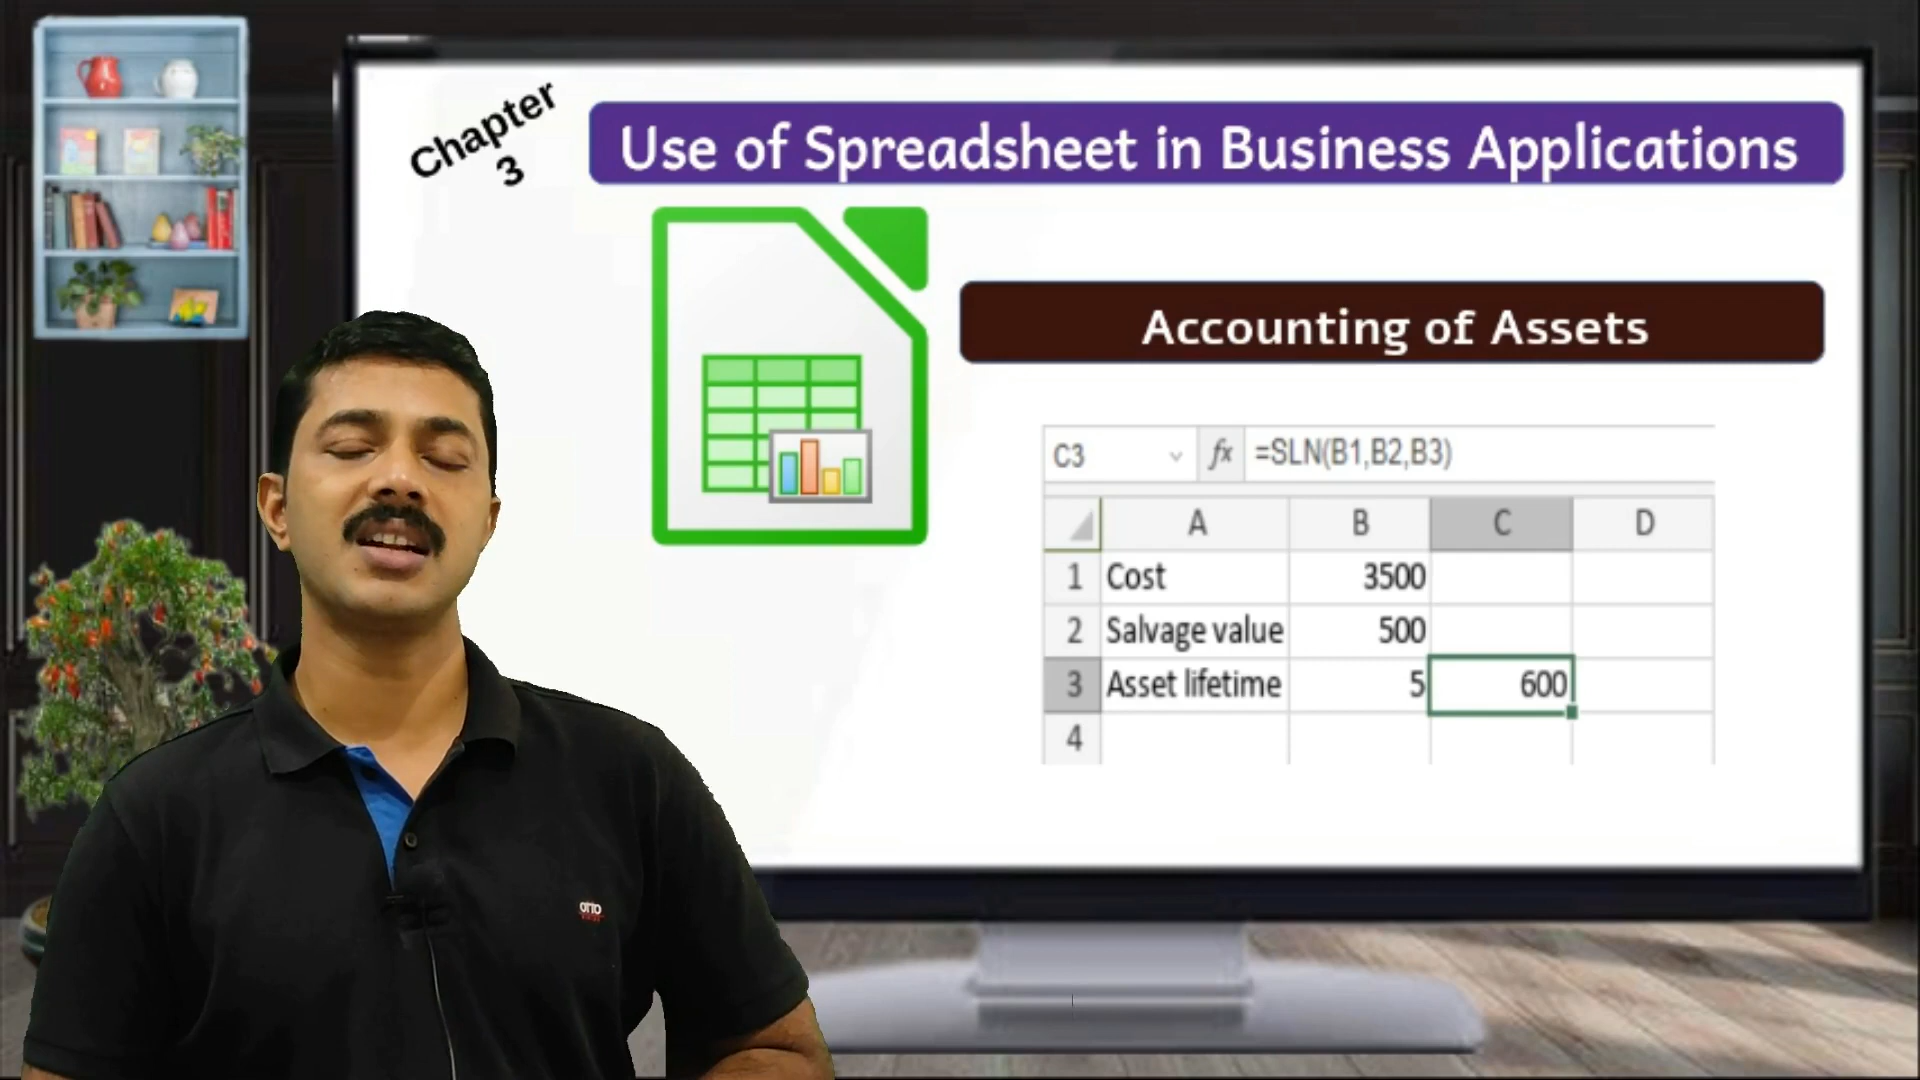 Chapter
3
Use of Spreadsheet in Business Applications
Accounting of Assets
C3 fx =SLN(B1,B2,B3)
A B C D
1 Cost 3500
2 Salvage value 500
3 Asset lifetime 5 600
4
OTTO